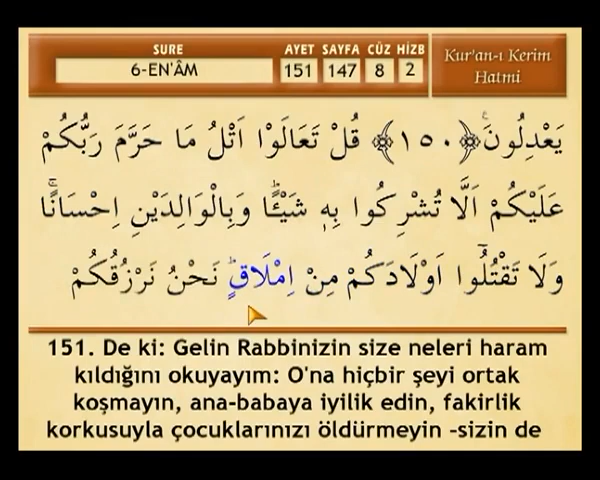 SURE AYET SAYFA CÜZ HİZB
6-EN'ÂM 151 147 8 2
Kur'an-ı Kerim
Hatmi
يَعْدِلُونَۚ ﴿١٥٠﴾ قُلْ تَعَالَوْا اَتْلُ مَا حَرَّمَ رَبُّكُمْ
عَلَيْكُمْ اَلَّا تُشْرِكُوا بِهٖ شَيْـًٔاۜ وَبِالْوَالِدَيْنِ اِحْسَانًاۚ
وَلَا تَقْتُلُٓوا اَوْلَادَكُمْ مِنْ اِمْلَاقٍۜ نَحْنُ نَرْزُقُكُمْ
151. De ki: Gelin Rabbinizin size neleri haram
kıldığını okuyayım: O'na hiçbir şeyi ortak
koşmayın, ana-babaya iyilik edin, fakirlik
korkusuyla çocuklarınızı öldürmeyin -sizin de